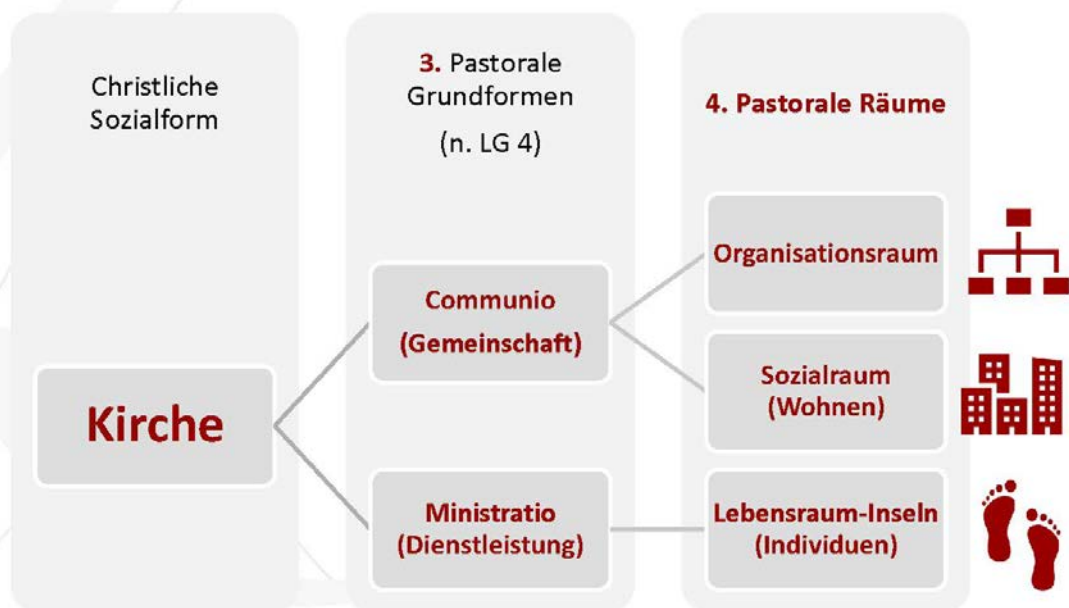 Christliche
Sozialform
3. Pastorale
Grundformen
(n. LG 4)
4. Pastorale Räume
Kirche
Communio
(Gemeinschaft)
Ministratio
(Dienstleistung)
Organisationsraum
Sozialraum
(Wohnen)
Lebensraum-Inseln
(Individuen)